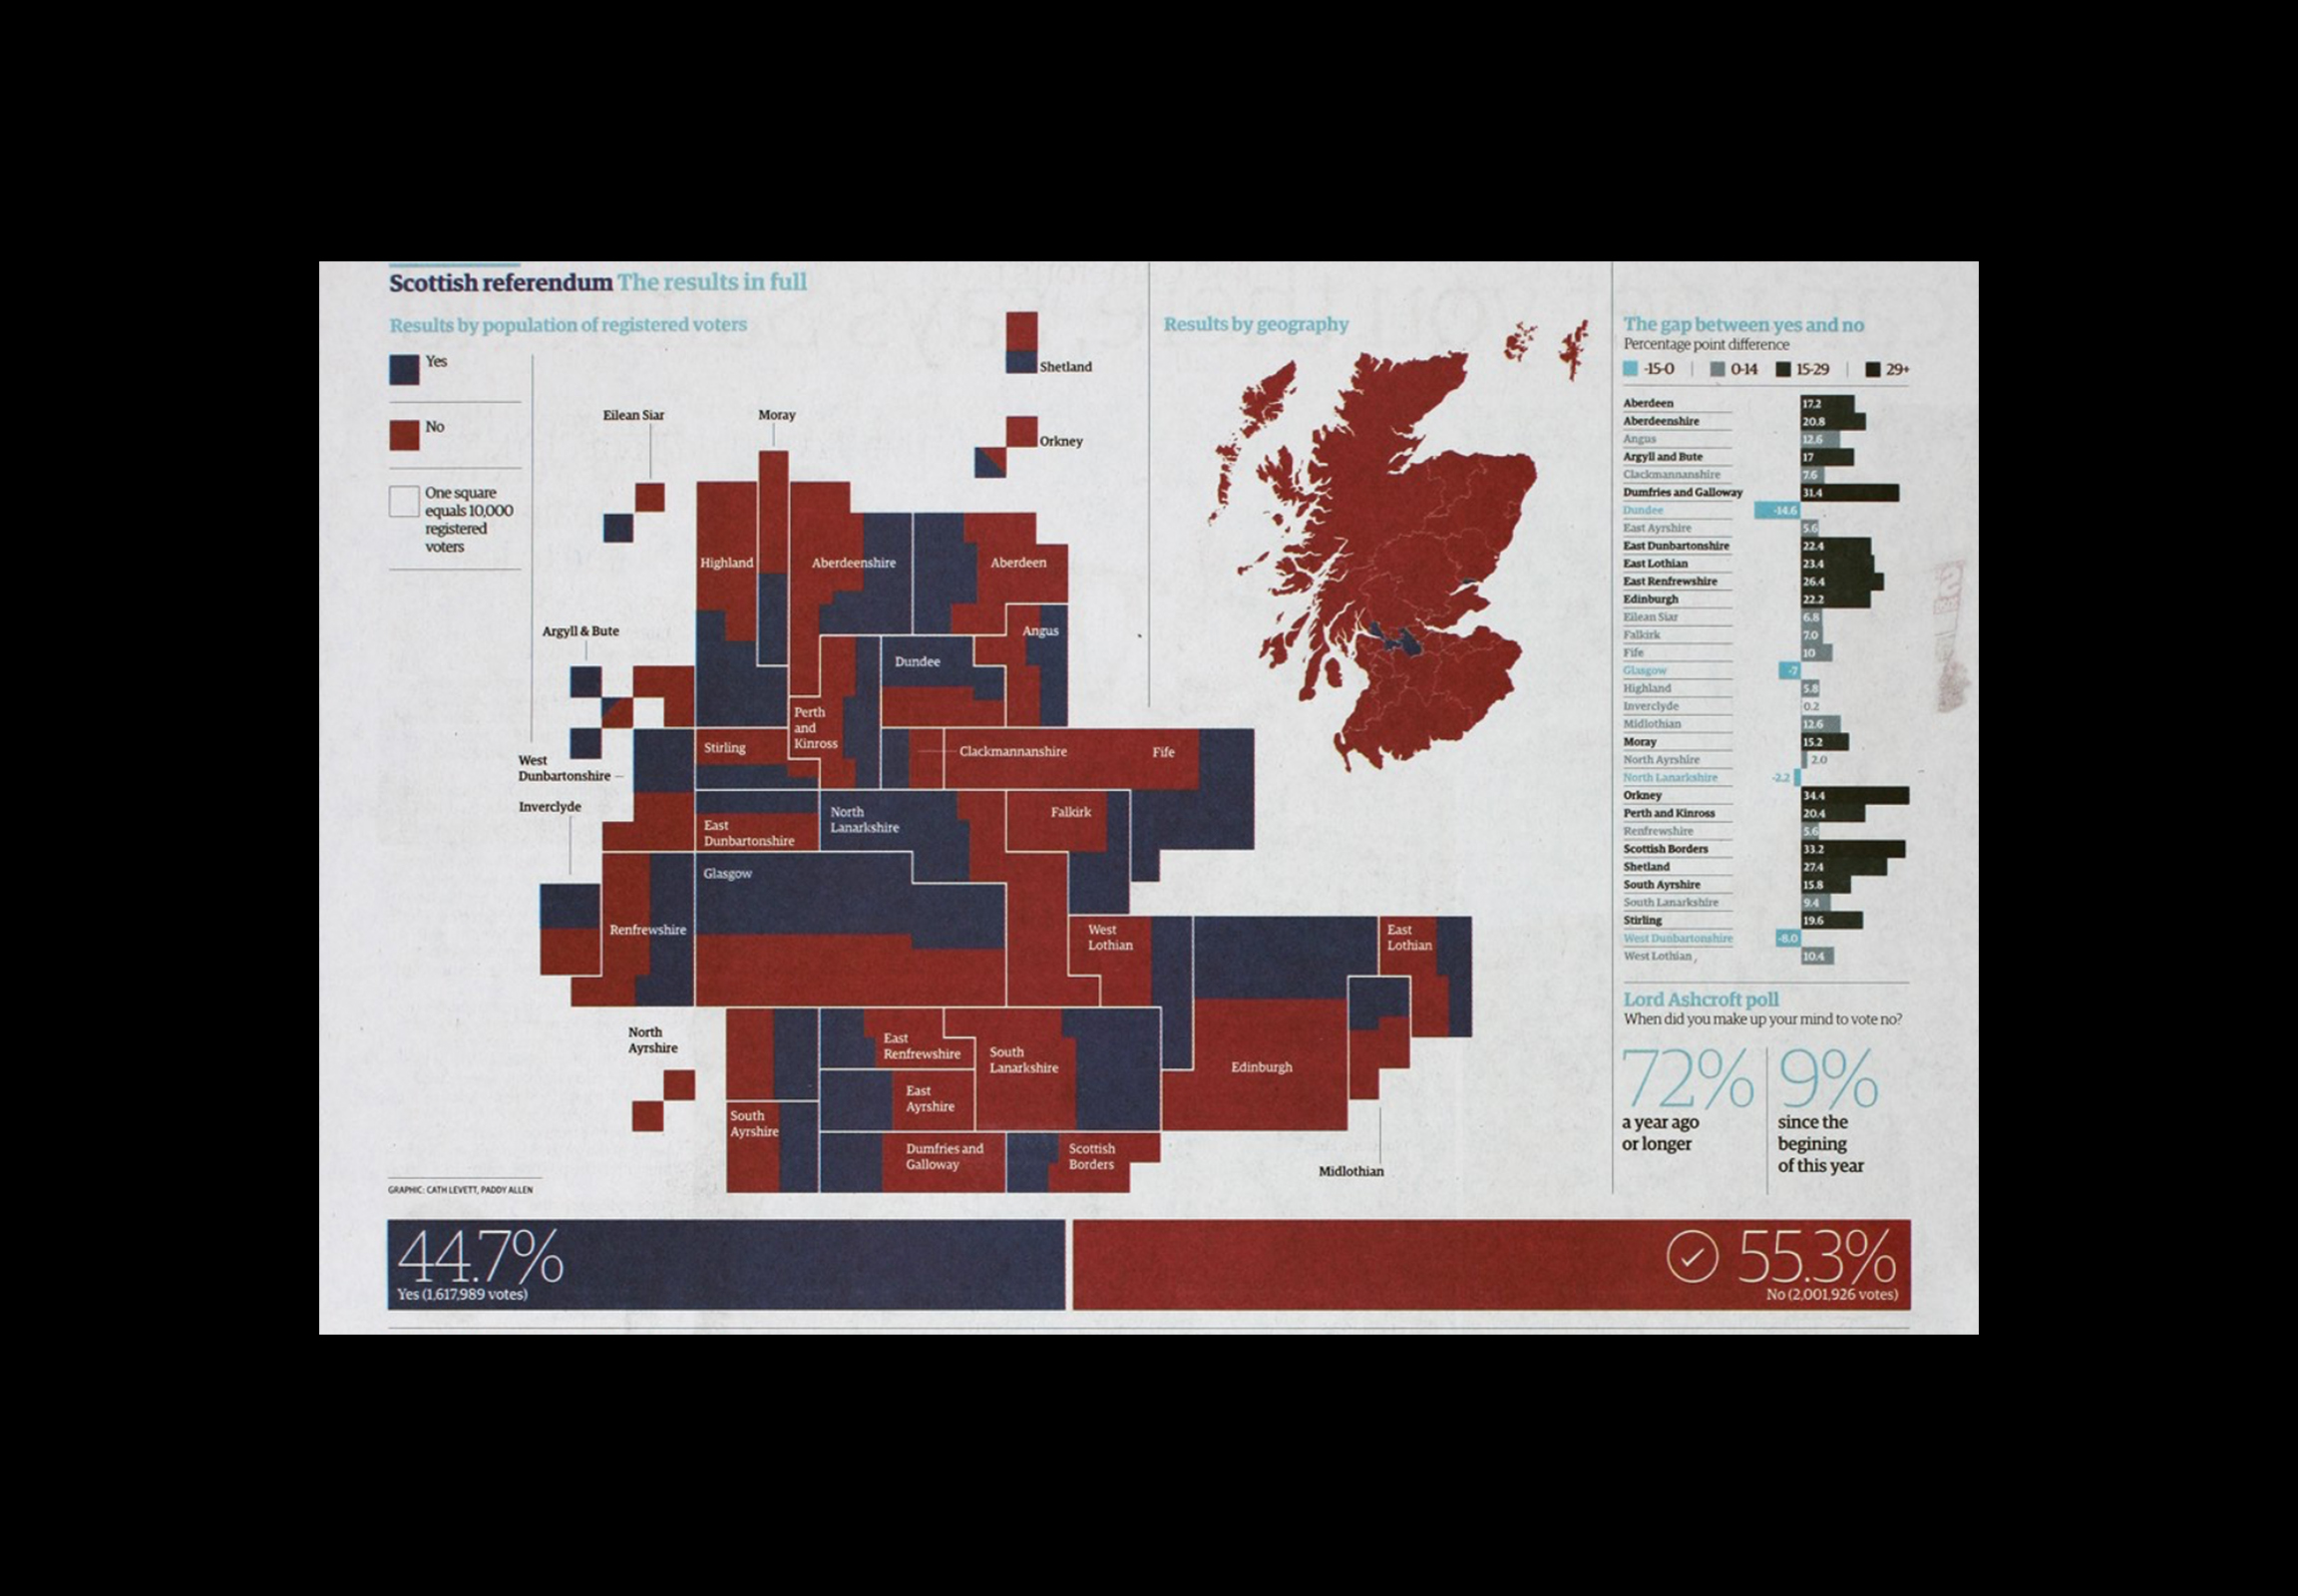 Scottish referendum The results in full
Results by population of registered voters
Yes
No
One square
equals 10,000
registered
voters
Eilean Siar
Moray
Shetland
Orkney
Highland
Aberdeenshire
Aberdeen
Argyll & Bute
Angus
Dundee
Perth
and
Kinross
Stirling
Clackmannanshire
Fife
West
Dunbartonshire
Inverclyde
East
Dunbartonshire
North
Lanarkshire
Falkirk
Glasgow
Renfrewshire
West
Lothian
East
Lothian
North
Ayrshire
East
Renfrewshire
South
Lanarkshire
Edinburgh
East
Ayrshire
South
Ayrshire
Dumfries and
Galloway
Scottish
Borders
Midlothian
GRAPHIC: CATH LEVETT, PADDY ALLEN
Results by geography
The gap between yes and no
Percentage point difference
-15-0 0-14 15-29 29+
Aberdeen 17.2
Aberdeenshire 20.8
Angus 12.6
Argyll and Bute 17
Clackmannanshire 7.6
Dumfries and Galloway 31.4
Dundee -14.6
East Ayrshire 5.6
East Dunbartonshire 22.4
East Lothian 23.4
East Renfrewshire 26.4
Edinburgh 22.2
Eilean Siar 6.8
Falkirk 7.0
Fife 10
Glasgow -7
Highland 5.8
Inverclyde 0.2
Midlothian 12.6
Moray 15.2
North Ayrshire 2.0
North Lanarkshire -2.2
Orkney 34.4
Perth and Kinross 20.4
Renfrewshire 5.6
Scottish Borders 33.2
Shetland 27.4
South Ayrshire 15.8
South Lanarkshire 9.4
Stirling 19.6
West Dunbartonshire -8.0
West Lothian 10.4
Lord Ashcroft poll
When did you make up your mind to vote no?
72%
a year ago
or longer
9%
since the
begining
of this year
44.7%
Yes (1,617,989 votes)
55.3%
No (2,001,926 votes)